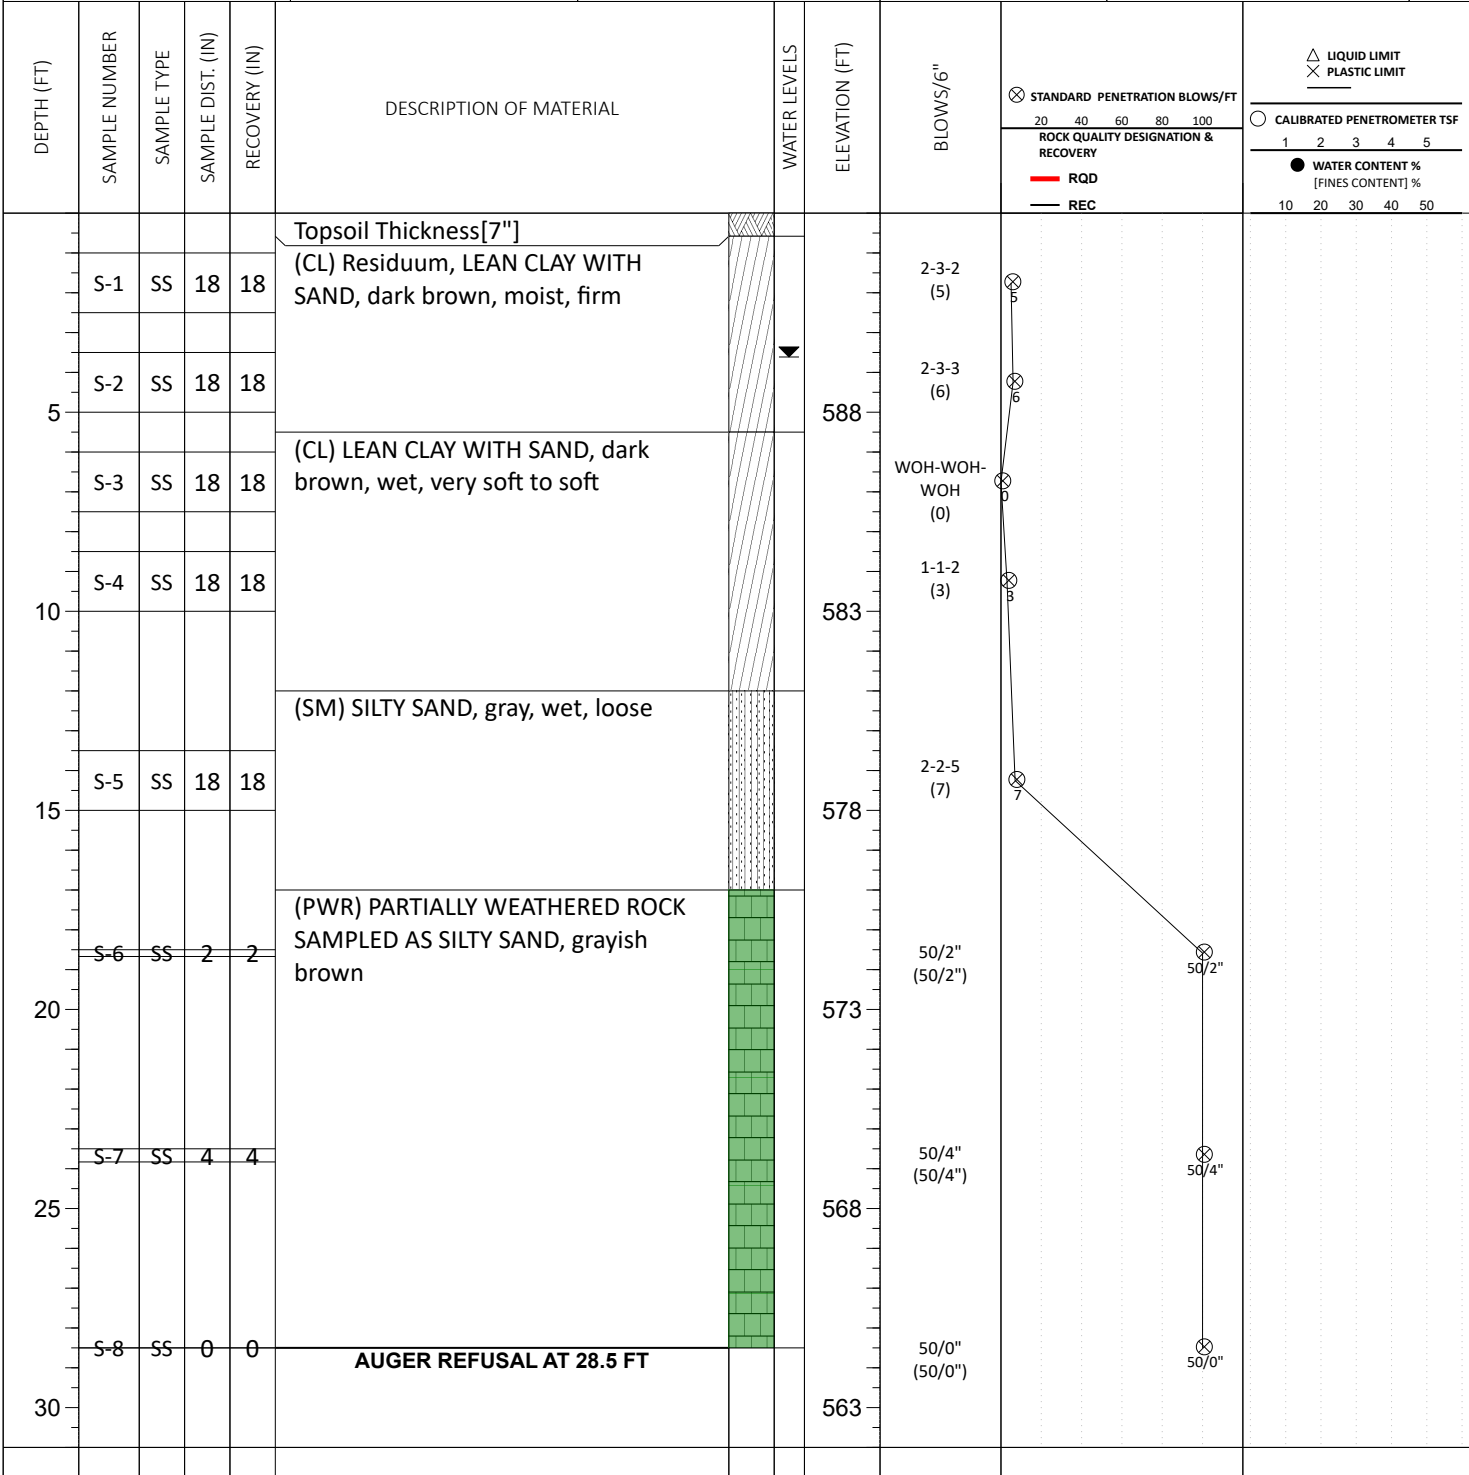 DEPTH (FT)
SAMPLE NUMBER
SAMPLE TYPE
SAMPLE DIST. (IN)
RECOVERY (IN)
DESCRIPTION OF MATERIAL
WATER LEVELS
ELEVATION (FT)
BLOWS/6"
STANDARD PENETRATION BLOWS/FT
20 40 60 80 100
ROCK QUALITY DESIGNATION &
RECOVERY
RQD
REC
LIQUID LIMIT
PLASTIC LIMIT
CALIBRATED PENETROMETER TSF
1 2 3 4 5
WATER CONTENT %
[FINES CONTENT] %
10 20 30 40 50
Topsoil Thickness[7"]
(CL) Residuum, LEAN CLAY WITH
SAND, dark brown, moist, firm
S-1 SS 18 18
2-3-2
(5)
5
S-2 SS 18 18
2-3-3
(6)
6
5
588
(CL) LEAN CLAY WITH SAND, dark
brown, wet, very soft to soft
S-3 SS 18 18
WOH-WOH-
WOH
(0)
0
S-4 SS 18 18
1-1-2
(3)
3
10
583
(SM) SILTY SAND, gray, wet, loose
S-5 SS 18 18
2-2-5
(7)
7
15
578
(PWR) PARTIALLY WEATHERED ROCK
SAMPLED AS SILTY SAND, grayish
brown
S-6 SS 2 2
50/2"
(50/2")
50/2"
20
573
S-7 SS 4 4
50/4"
(50/4")
50/4"
25
568
S-8 SS 0 0
AUGER REFUSAL AT 28.5 FT
50/0"
(50/0")
50/0"
30
563